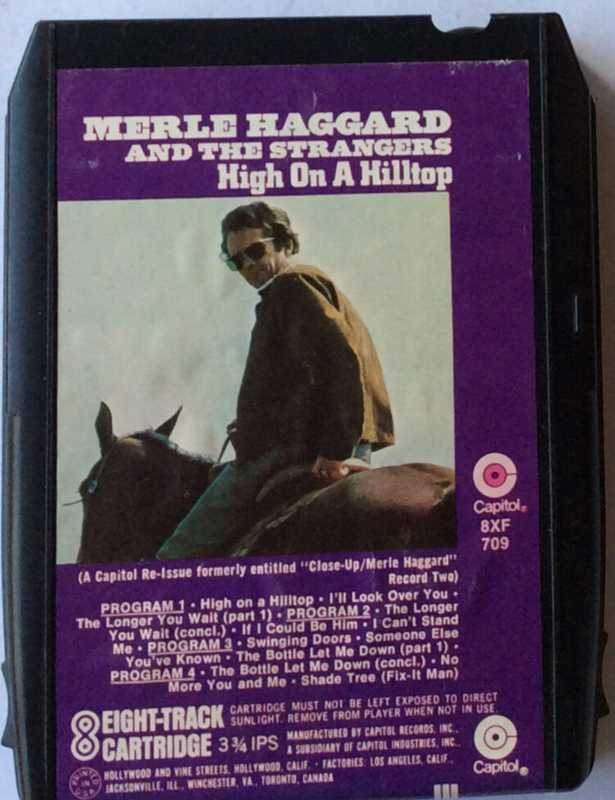 MERLE HAGGARD
AND THE STRANGERS
High On A Hilltop
Capitol®
8XF
709
(A Capitol Re-Issue formerly entitled "Close-Up/Merle Haggard"
Record Two)
PROGRAM 1 · High on a Hilltop · I'll Look Over You ·
The Longer You Wait (part 1) · PROGRAM 2 · The Longer
You Wait (concl.) · If I Could Be Him · I Can't Stand
Me · PROGRAM 3 · Swinging Doors · Someone Else
You've Known · The Bottle Let Me Down (part 1) ·
PROGRAM 4 · The Bottle Let Me Down (concl.) · No
More You and Me · Shade Tree (Fix-It Man)
8 EIGHT-TRACK
CARTRIDGE 3 3/4 IPS
CARTRIDGE MUST NOT BE LEFT EXPOSED TO DIRECT
SUNLIGHT. REMOVE FROM PLAYER WHEN NOT IN USE.
MANUFACTURED BY CAPITOL RECORDS, INC.,
A SUBSIDIARY OF CAPITOL INDUSTRIES, INC.,
PRINTED IN U.S.A.
HOLLYWOOD AND VINE STREETS, HOLLYWOOD, CALIF. · FACTORIES: LOS ANGELES, CALIF.,
JACKSONVILLE, ILL., WINCHESTER, VA., TORONTO, CANADA
Capitol®